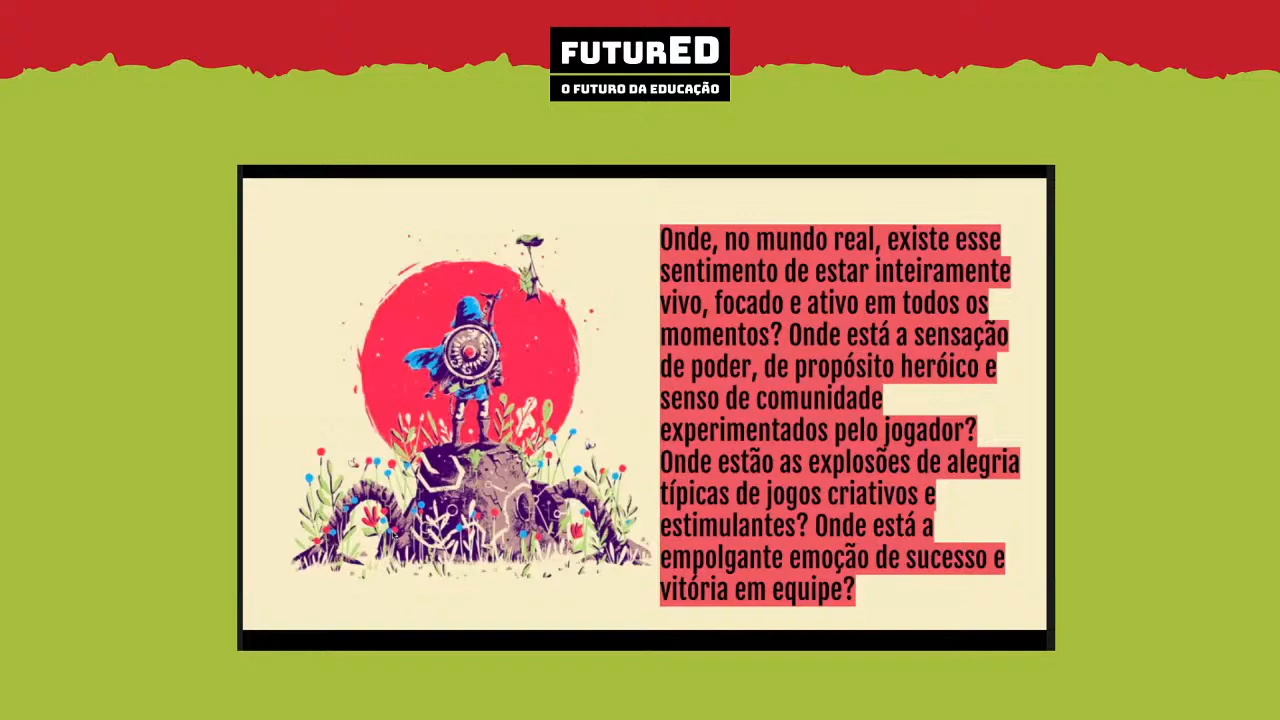 FUTURED
O FUTURO DA EDUCAÇÃO
Onde, no mundo real, existe esse
sentimento de estar inteiramente
vivo, focado e ativo em todos os
momentos? Onde está a sensação
de poder, de propósito heróico e
senso de comunidade
experimentados pelo jogador?
Onde estão as explosões de alegria
típicas de jogos criativos e
estimulantes? Onde está a
empolgante emoção de sucesso e
vitória em equipe?